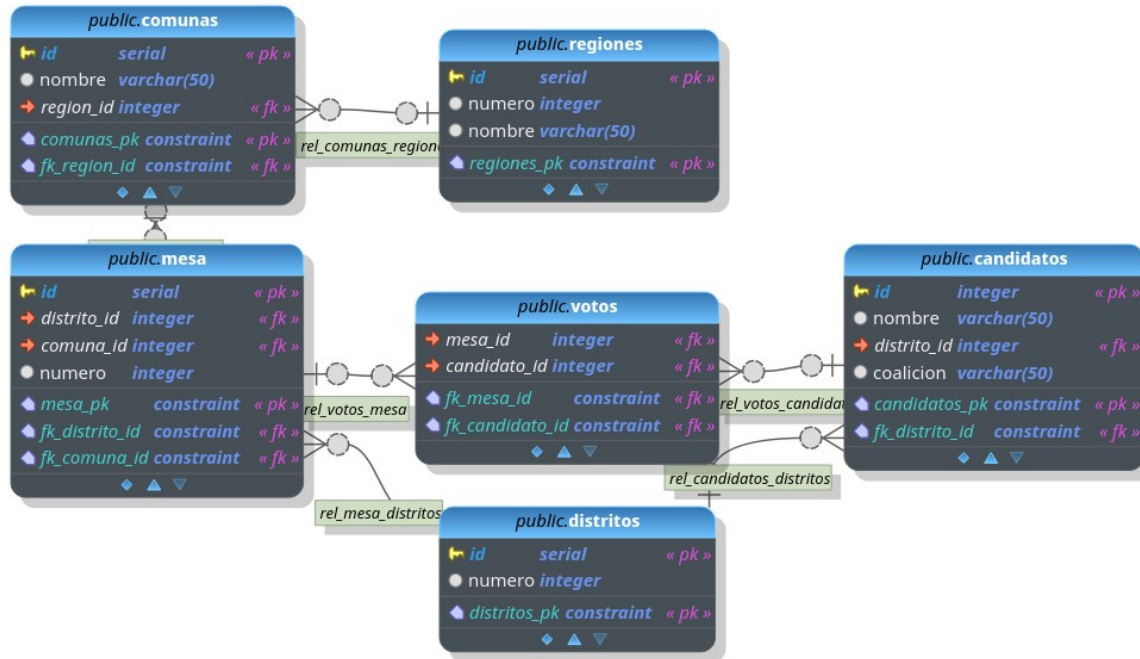 public.comunas
id serial « pk »
nombre varchar(50)
region_id integer « fk »
comunas_pk constraint « pk »
fk_region_id constraint « fk »
public.regiones
id serial « pk »
numero integer
nombre varchar(50)
regiones_pk constraint « pk »
rel_comunas_regione
public.mesa
id serial « pk »
distrito_id integer « fk »
comuna_id integer « fk »
numero integer
mesa_pk constraint « pk »
fk_distrito_id constraint « fk »
fk_comuna_id constraint « fk »
public.votos
mesa_id integer « fk »
candidato_id integer « fk »
fk_mesa_id constraint « fk »
fk_candidato_id constraint « fk »
public.candidatos
id integer « pk »
nombre varchar(50)
distrito_id integer « fk »
coalicion varchar(50)
candidatos_pk constraint « pk »
fk_distrito_id constraint « fk »
rel_votos_mesa
rel_votos_candidat
rel_candidatos_distritos
rel_mesa_distritos
public.distritos
id serial « pk »
numero integer
distritos_pk constraint « pk »